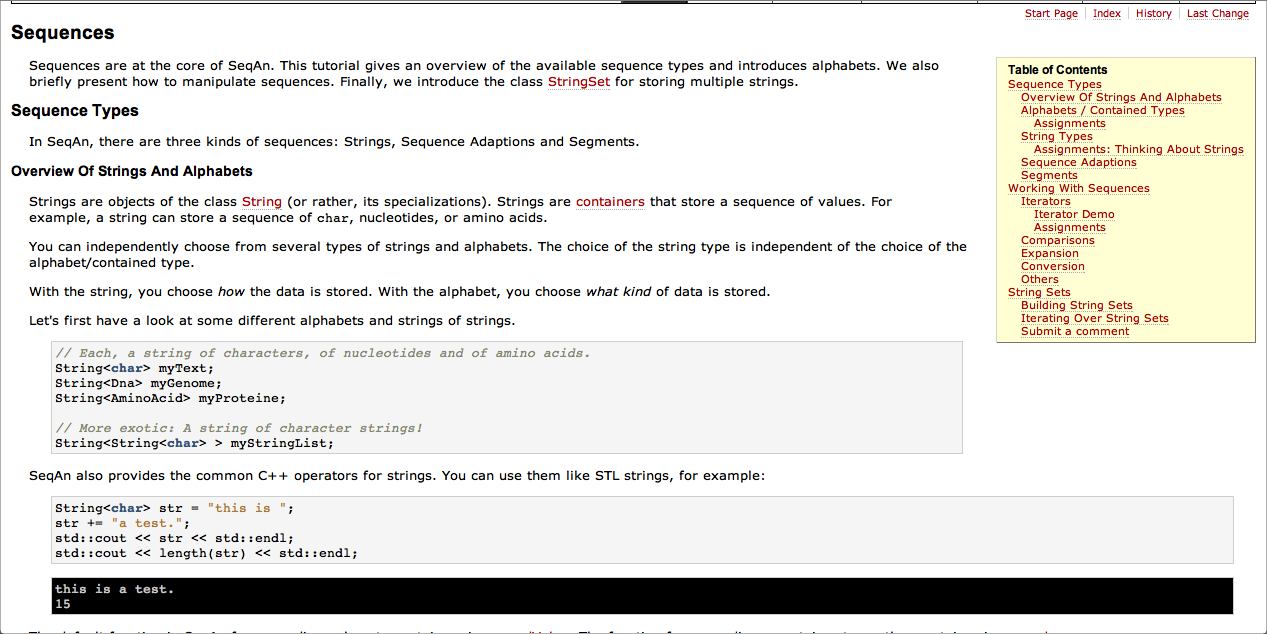 Start Page Index History Last Change
Sequences
Sequences are at the core of SeqAn. This tutorial gives an overview of the available sequence types and introduces alphabets. We also
briefly present how to manipulate sequences. Finally, we introduce the class StringSet for storing multiple strings.
Sequence Types
In SeqAn, there are three kinds of sequences: Strings, Sequence Adaptions and Segments.
Overview Of Strings And Alphabets
Strings are objects of the class String (or rather, its specializations). Strings are containers that store a sequence of values. For
example, a string can store a sequence of char, nucleotides, or amino acids.
You can independently choose from several types of strings and alphabets. The choice of the string type is independent of the choice of the
alphabet/contained type.
With the string, you choose how the data is stored. With the alphabet, you choose what kind of data is stored.
Let's first have a look at some different alphabets and strings of strings.
// Each, a string of characters, of nucleotides and of amino acids.
String<char> myText;
String<Dna> myGenome;
String<AminoAcid> myProteine;
// More exotic: A string of character strings!
String<String<char> > myStringList;
SeqAn also provides the common C++ operators for strings. You can use them like STL strings, for example:
String<char> str = "this is ";
str += "a test.";
std::cout << str << std::endl;
std::cout << length(str) << std::endl;
this is a test.
15
Table of Contents
Sequence Types
Overview Of Strings And Alphabets
Alphabets / Contained Types
Assignments
String Types
Assignments: Thinking About Strings
Sequence Adaptions
Segments
Working With Sequences
Iterators
Iterator Demo
Assignments
Comparisons
Expansion
Conversion
Others
String Sets
Building String Sets
Iterating Over String Sets
Submit a comment